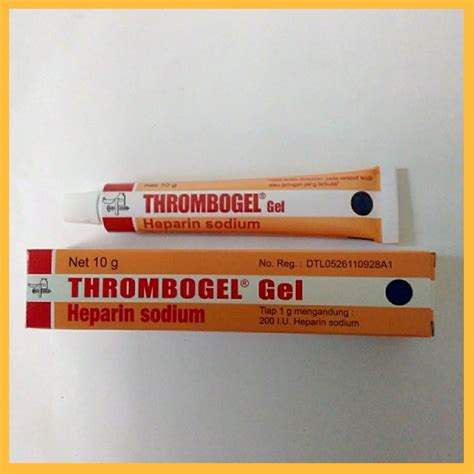 Net 10 g
THROMBOGEL® Gel
Heparin sodium
Net 10 g
No. Reg. : DTL0526110928A1
THROMBOGEL® Gel
Heparin sodium
Tiap 1 g mengandung :
200 I.U. Heparin sodium